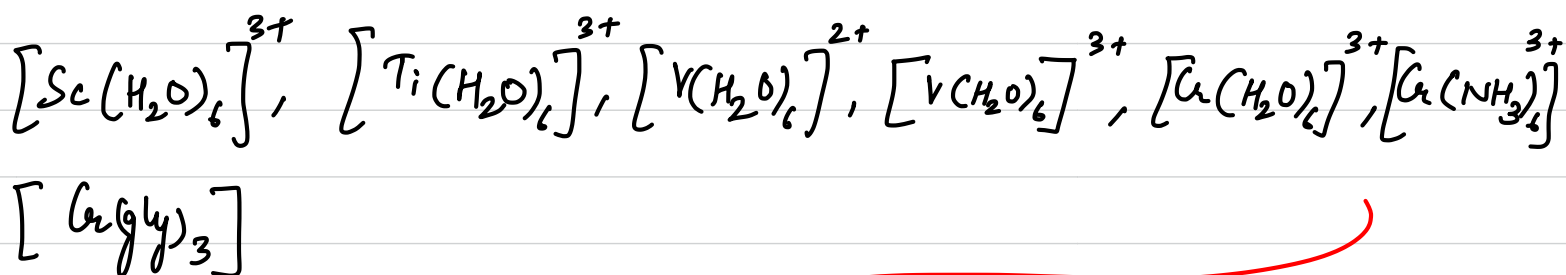 [Sc(H₂O)₆]³⁺, [Ti(H₂O)₆]³⁺, [V(H₂O)₆]²⁺, [V(H₂O)₆]³⁺, [Cr(H₂O)₆]³⁺, [Cr(NH₃)₆]³⁺
[Cr(gly)₃]